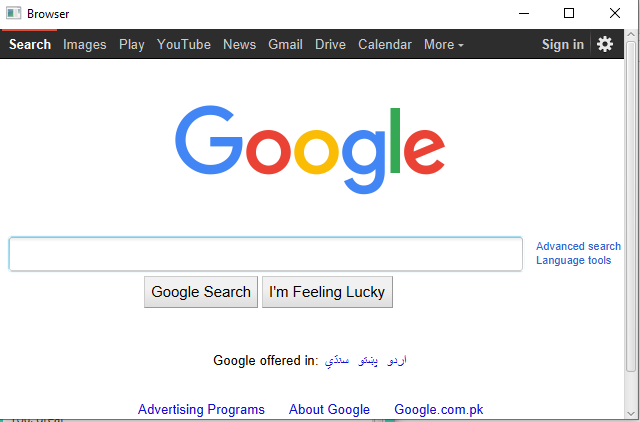 Browser
Search Images Play YouTube News Gmail Drive Calendar More Sign in
Google
Advanced search
Language tools
Google Search I'm Feeling Lucky
Google offered in: اردو پښتو سنڌي
Advertising Programs About Google Google.com.pk